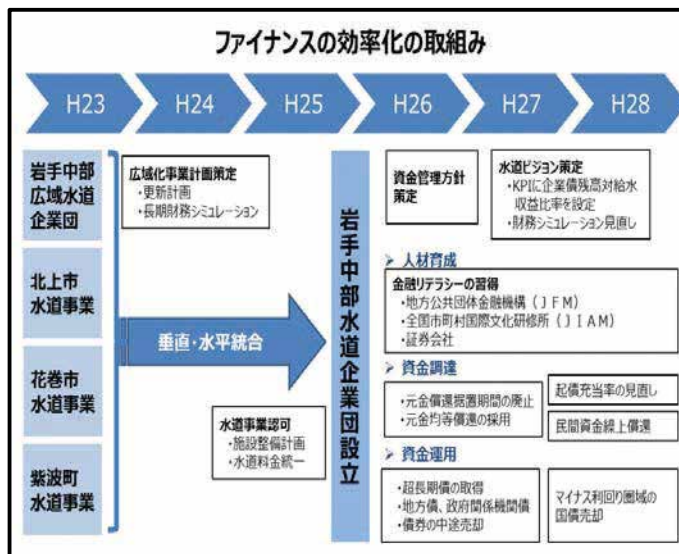 ファイナンスの効率化の取組み
H23
H24
H25
H26
H27
H28
岩手中部
広域水道
企業団
北上市
水道事業
花巻市
水道事業
紫波町
水道事業
広域化事業計画策定
・更新計画
・長期財務シミュレーション
垂直・水平統合
水道事業認可
・施設整備計画
・水道料金統一
岩手中部水道企業団設立
資金管理方針
策定
水道ビジョン策定
・KPIに企業債残高対給水
収益比率を設定
・財務シミュレーション見直し
➢ 人材育成
金融リテラシーの習得
・地方公共団体金融機構（JFM）
・全国市町村国際文化研修所（JIAM）
・証券会社
➢ 資金調達
・元金償還据置期間の廃止
・元金均等償還の採用
起債充当率の見直し
民間資金繰上償還
➢ 資金運用
・超長期債の取得
・地方債、政府関係機関債
・債券の中途売却
マイナス利回り圏域の
国債売却